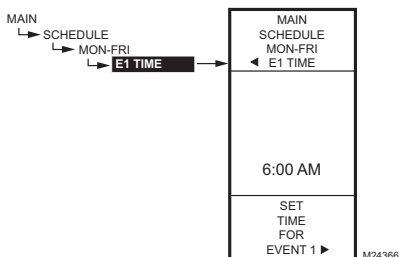 MAIN
SCHEDULE
MON-FRI
E1 TIME
MAIN
SCHEDULE
MON-FRI
◄ E1 TIME
6:00 AM
SET
TIME
FOR
EVENT 1 ►
M24366